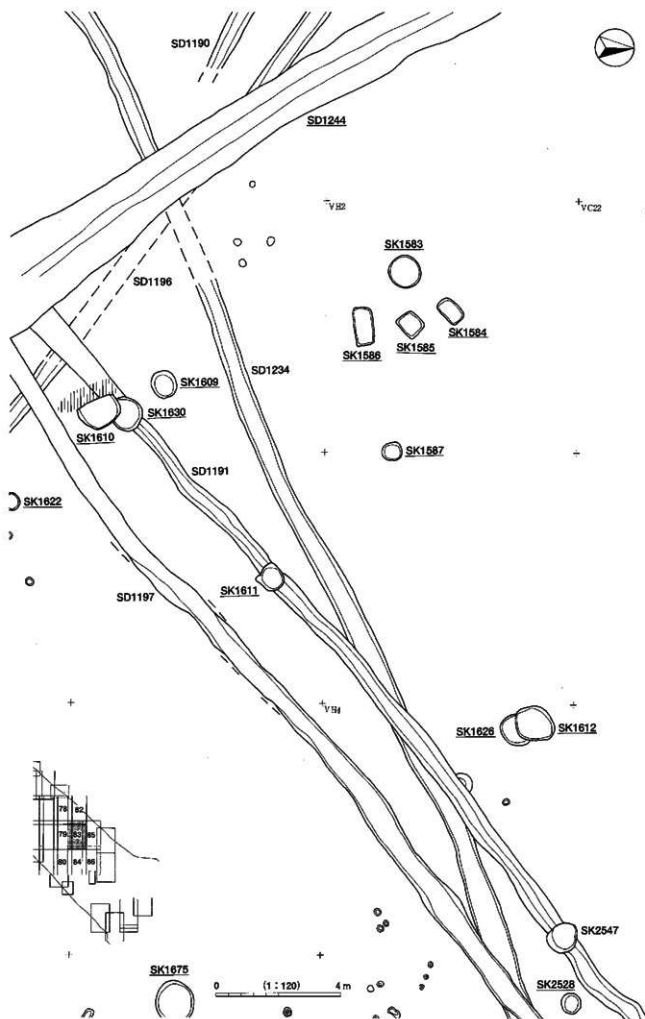 SD1190
SD1244
VH2
VC22
SK1583
SD1196
SK1584
SK1586
SK1585
SD1234
SK1609
SK1630
SK1610
SD1191
SK1587
SK1622
SK1611
SD1197
VH4
SK1626
SK1612
78 82
79 83 85
80 84 86
SK2547
SK1675
0 (1:120) 4 m
SK2528